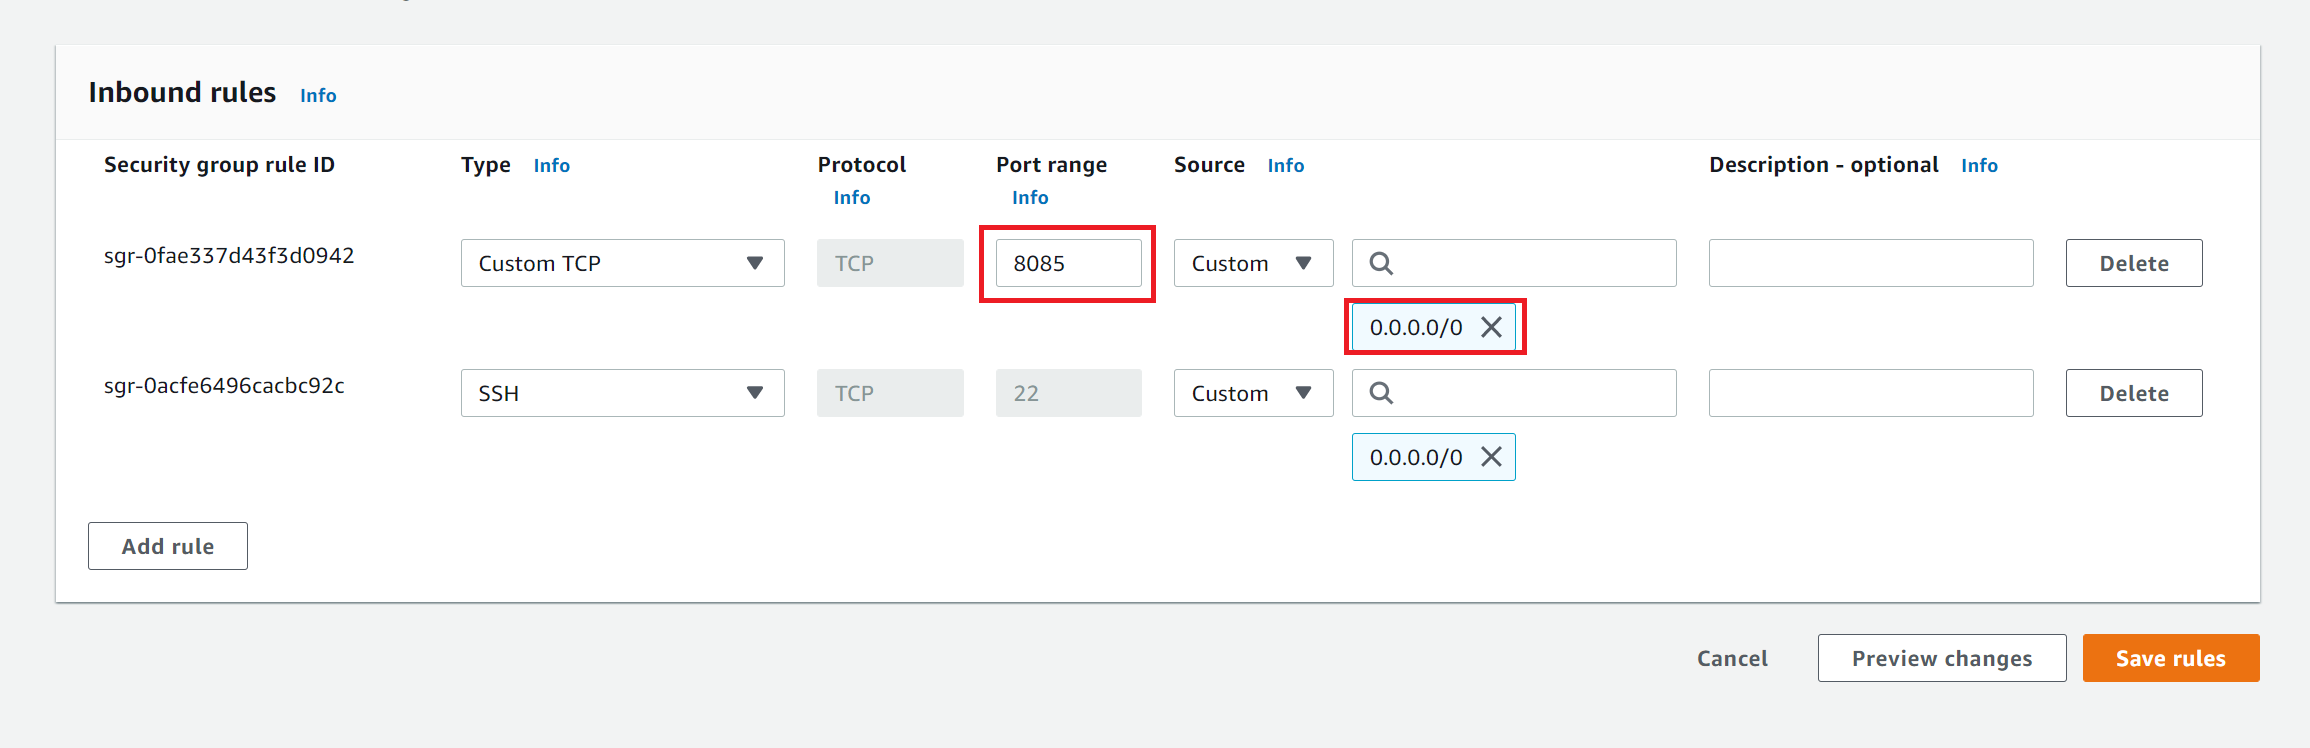 Inbound rules Info
Security group rule ID Type Info Protocol Info Port range Info Source Info Description - optional Info
sgr-0fae337d43f3d0942 Custom TCP TCP 8085 Custom Delete
0.0.0.0/0
sgr-0acfe6496cacbc92c SSH TCP 22 Custom Delete
0.0.0.0/0
Add rule
Cancel Preview changes Save rules